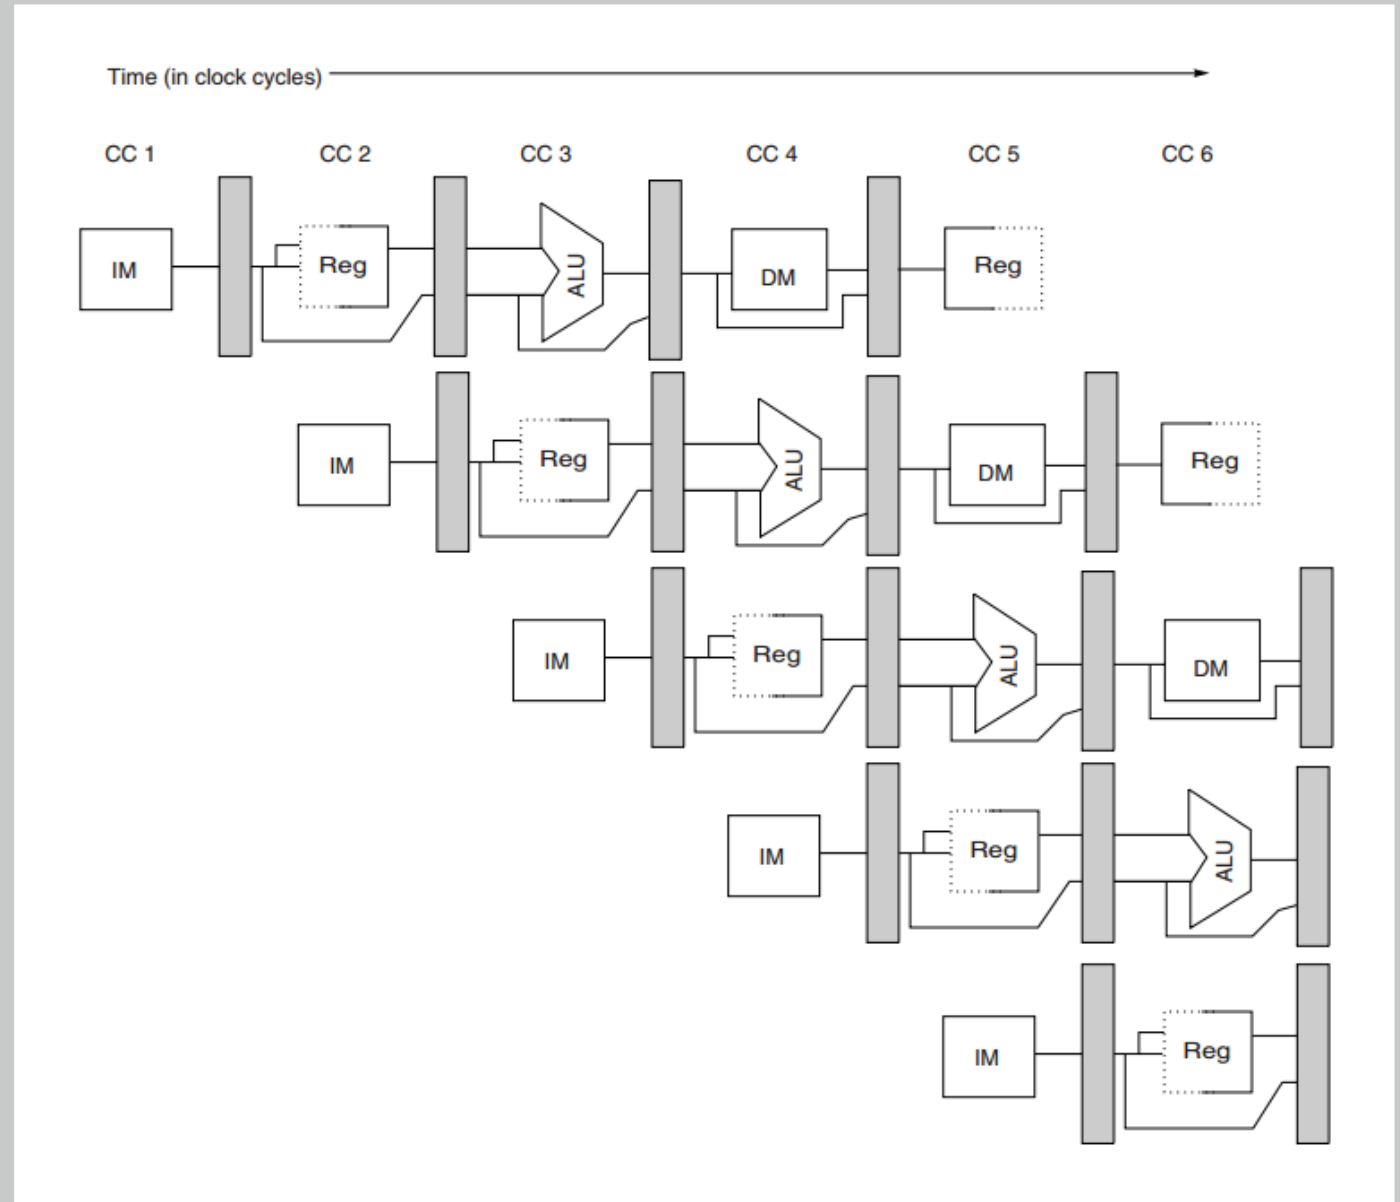 Time (in clock cycles)
CC 1 CC 2 CC 3 CC 4 CC 5 CC 6
IM Reg ALU DM Reg
IM Reg ALU DM Reg
IM Reg ALU DM
IM Reg ALU
IM Reg